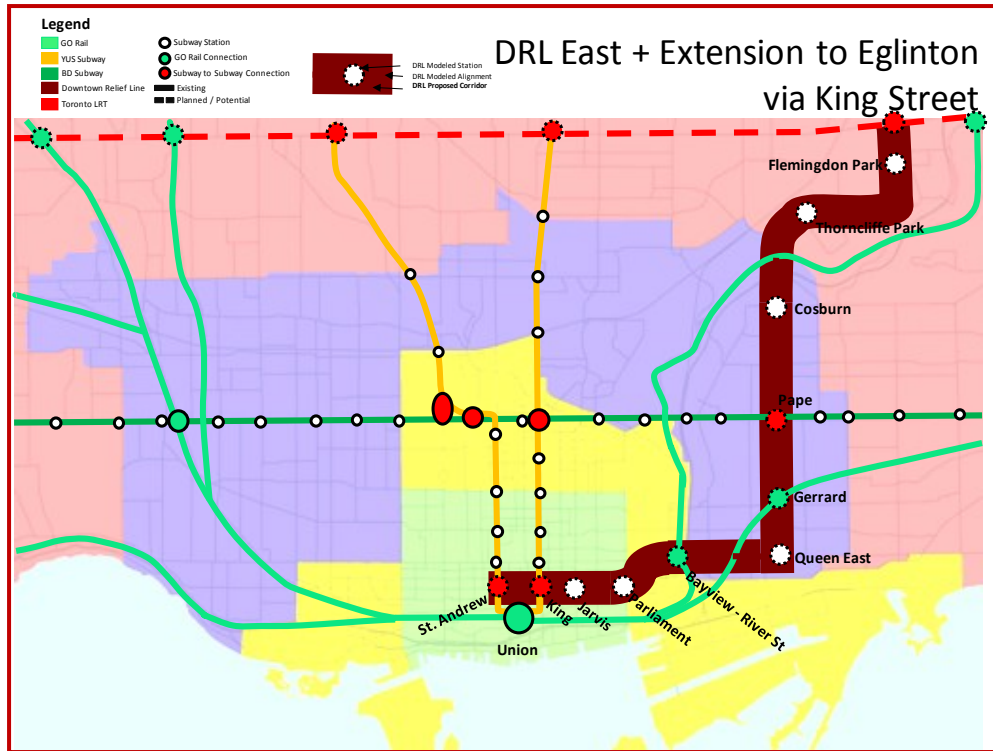 Legend
GO Rail
YUS Subway
BD Subway
Downtown Relief Line
Toronto LRT
Subway Station
GO Rail Connection
Subway to Subway Connection
Existing
Planned / Potential
DRL Modeled Station
DRL Modeled Alignment
DRL Proposed Corridor
DRL East + Extension to Eglinton
via King Street
Flemingdon Park
Thorncliffe Park
Cosburn
Pape
Gerrard
Queen East
Bayview - River St
Parliament
Jarvis
King
St. Andrew
Union